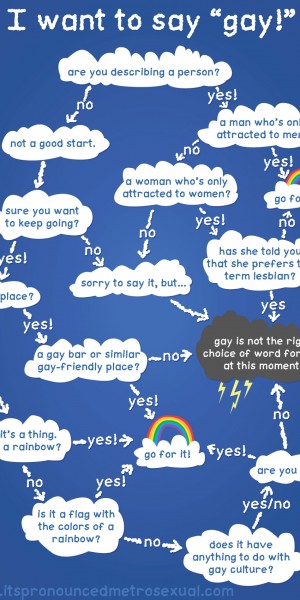 I want to say "gay!"
are you describing a person?
no
yes!
not a good start.
a man who's onl
attracted to me
no
yes!
a woman who's only
attracted to women?
go fo
sure you want
to keep going?
yes!
no
has she told you
that she prefers t
term lesbian?
no
sorry to say it, but...
place?
yes
yes!
gay is not the rig
choice of word for
at this moment
a gay bar or similar
gay-friendly place?
no
yes!
no
it's a thing.
a rainbow?
yes!
go for it!
yes!
are you
yes!
no
yes/no
is it a flag with
the colors of a
rainbow?
no
does it have
anything to do with
gay culture?
.itspronouncedmetrosexual.com